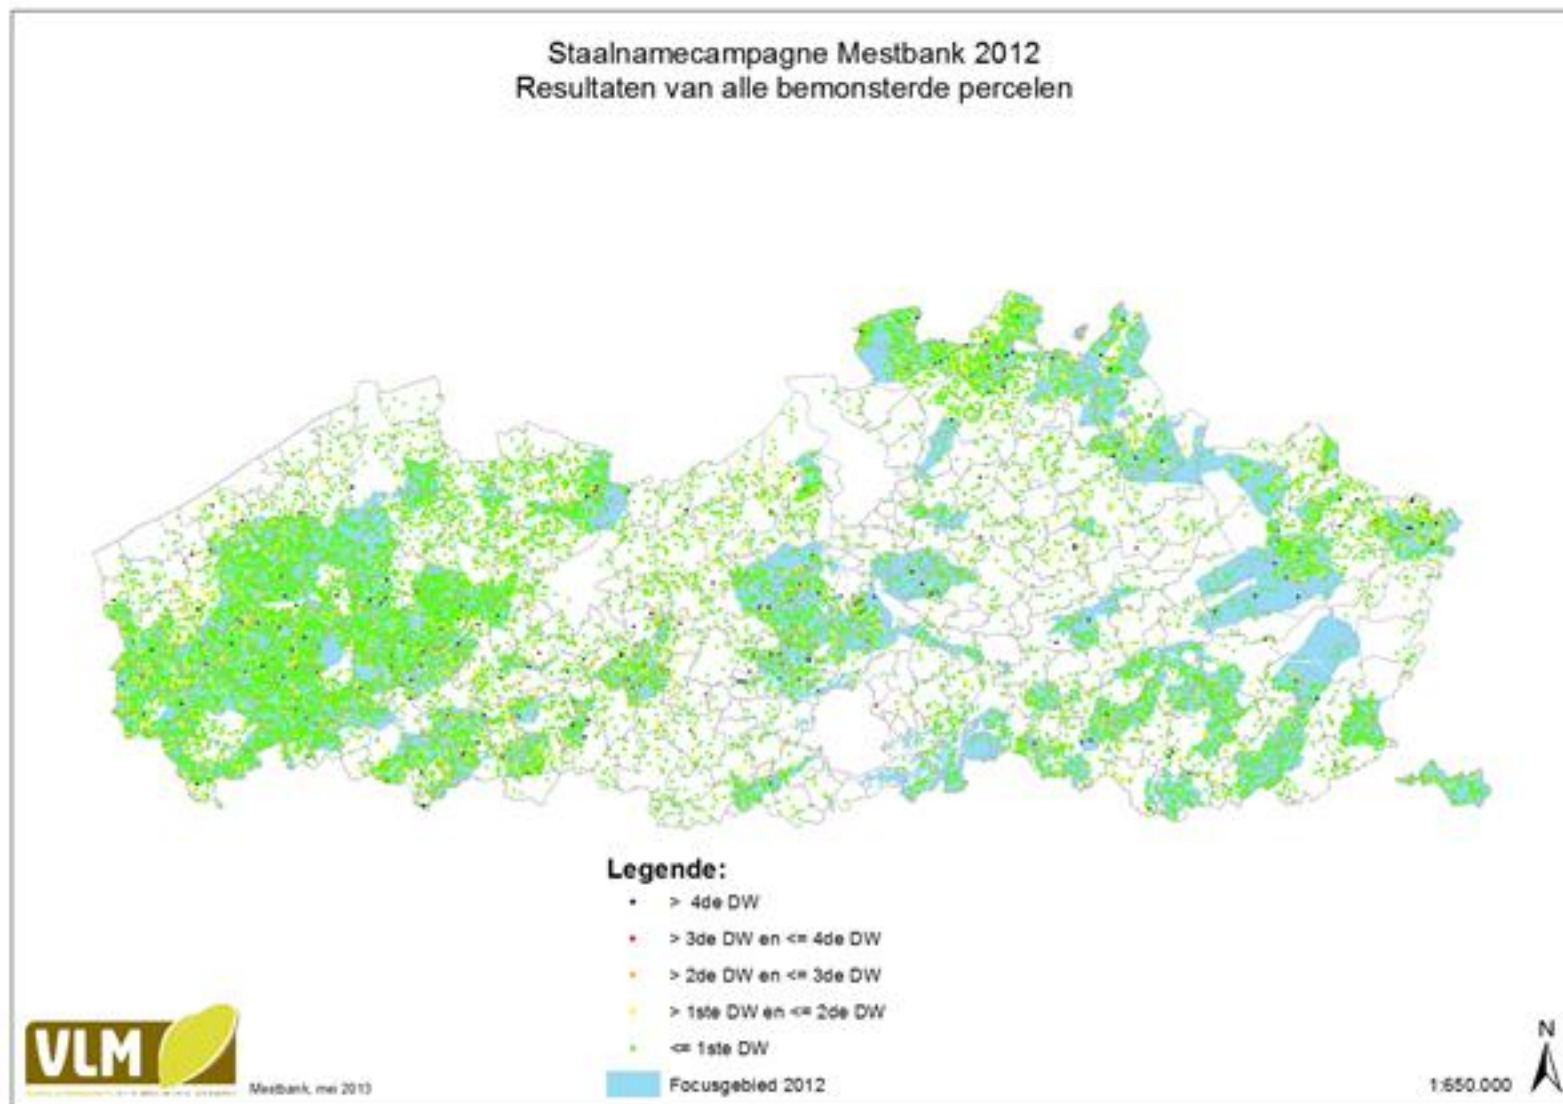 Staalnamecampagne Mestbank 2012
Resultaten van alle bemonsterde percelen
Legende:
> 4de DW
> 3de DW en <= 4de DW
> 2de DW en <= 3de DW
> 1ste DW en <= 2de DW
<= 1ste DW
Focusgebied 2012
VLM
Mestbank, mei 2013
N
1:650.000